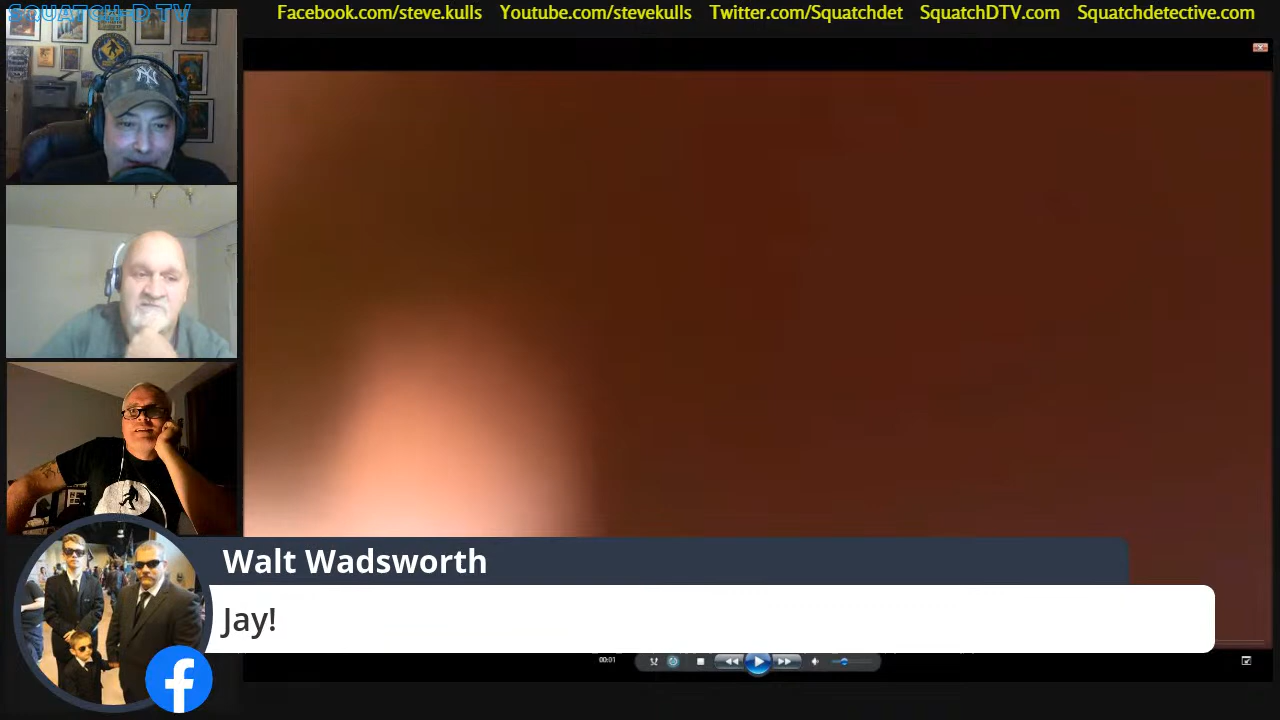 SQUATCH-D TV
Facebook.com/steve.kulls Youtube.com/stevekulls Twitter.com/Squatchdet SquatchDTV.com Squatchdetective.com
NY
Walt Wadsworth
Jay!
00:01